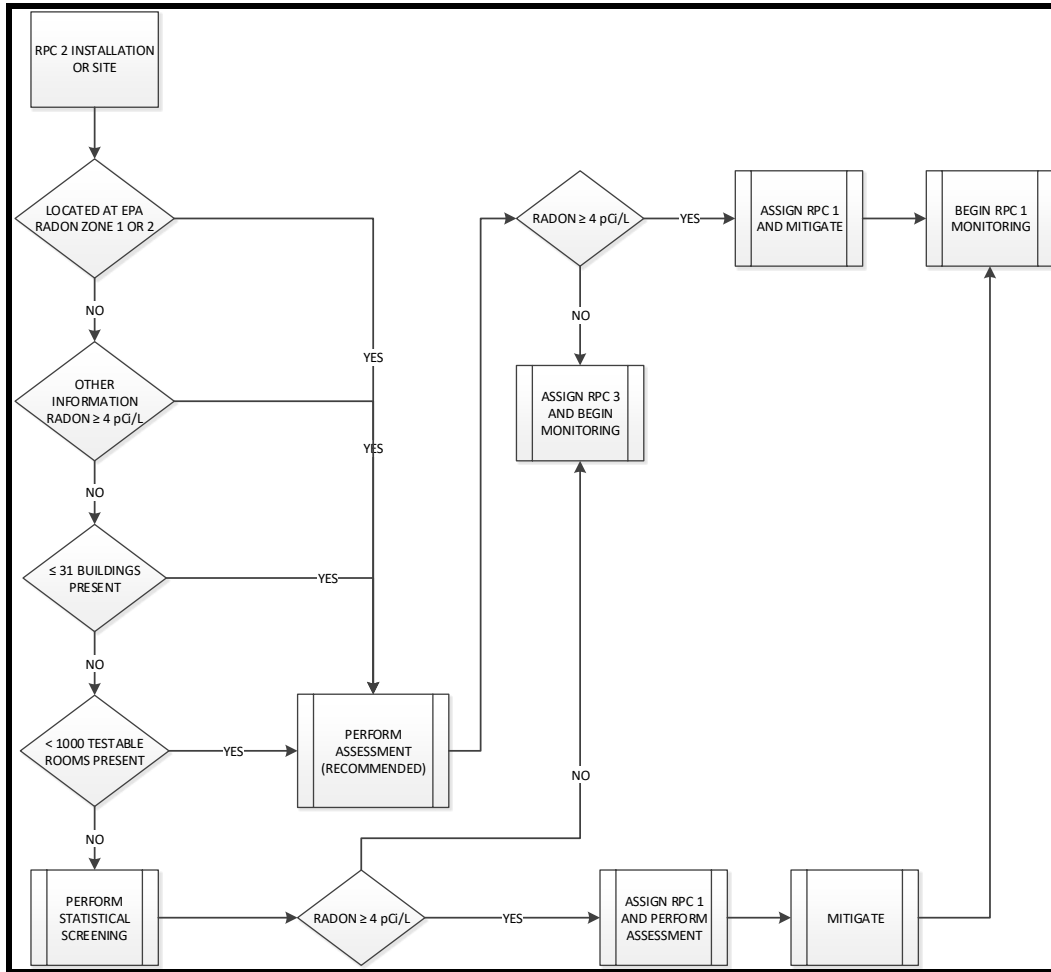 RPC 2 INSTALLATION
OR SITE
LOCATED AT EPA
RADON ZONE 1 OR 2
RADON ≥ 4 pCi/L
YES
ASSIGN RPC 1
AND MITIGATE
BEGIN RPC 1
MONITORING
NO
NO
YES
OTHER
INFORMATION
RADON ≥ 4 pCi/L
ASSIGN RPC 3
AND BEGIN
MONITORING
YES
NO
≤ 31 BUILDINGS
PRESENT
YES
NO
< 1000 TESTABLE
ROOMS PRESENT
YES
PERFORM
ASSESSMENT
(RECOMMENDED)
NO
NO
PERFORM
STATISTICAL
SCREENING
RADON ≥ 4 pCi/L
YES
ASSIGN RPC 1
AND PERFORM
ASSESSMENT
MITIGATE